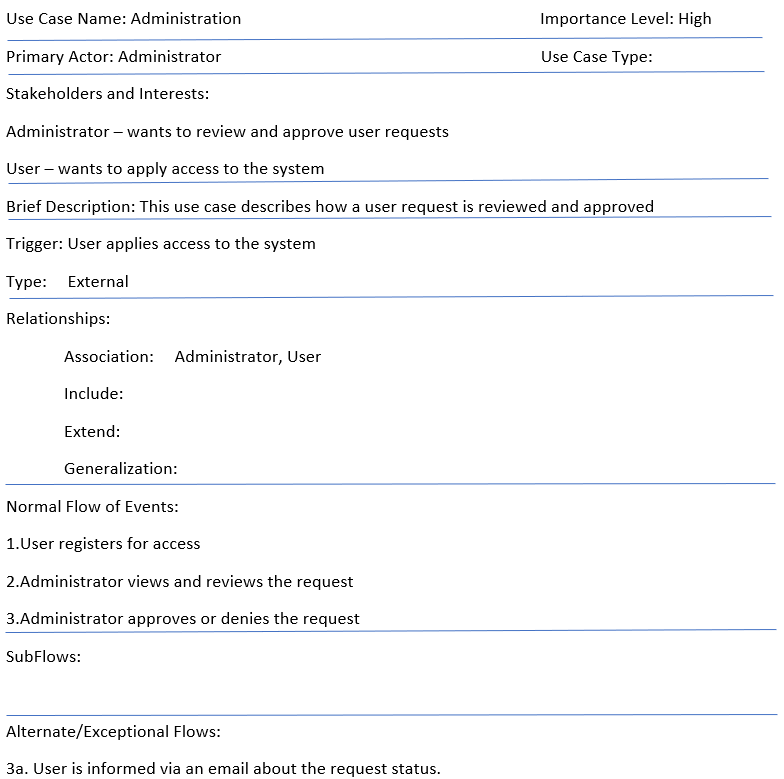 Use Case Name: Administration Importance Level: High
Primary Actor: Administrator Use Case Type:
Stakeholders and Interests:
Administrator – wants to review and approve user requests
User – wants to apply access to the system
Brief Description: This use case describes how a user request is reviewed and approved
Trigger: User applies access to the system
Type: External
Relationships:
Association: Administrator, User
Include:
Extend:
Generalization:
Normal Flow of Events:
1.User registers for access
2.Administrator views and reviews the request
3.Administrator approves or denies the request
SubFlows:
Alternate/Exceptional Flows:
3a. User is informed via an email about the request status.